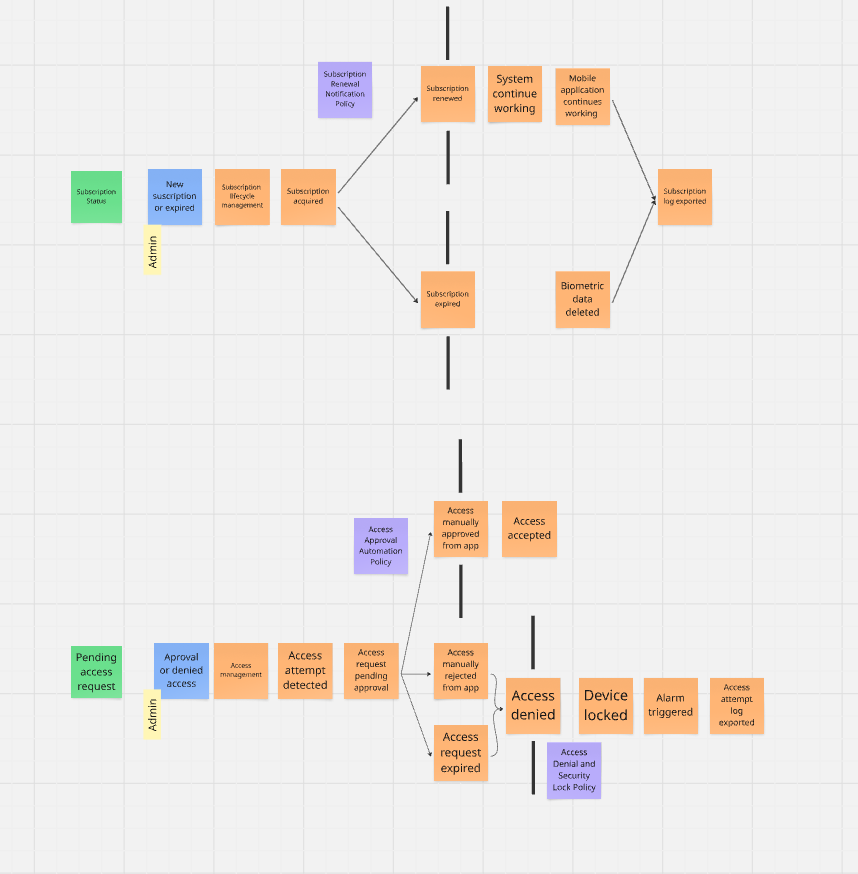 Subscription
Renewal
Notification
Policy
Subscription
renewed
System
continue
working
Mobile
application
continues
working
Subscription
Status
New
suscription
or expired
Admin
Subscription
lifecycle
management
Subscription
acquired
Subscription
log exported
Subscription
expired
Biometric
data
deleted
Access
Approval
Automation
Policy
Access
manually
approved
from app
Access
accepted
Pending
access
request
Aproval
or denied
access
Admin
Access
management
Access
attempt
detected
Access
request
pending
approval
Access
manually
rejected
from app
Access
request
expired
Access
denied
Device
locked
Alarm
triggered
Access
attempt
log
exported
Access
Denial and
Security
Lock Policy